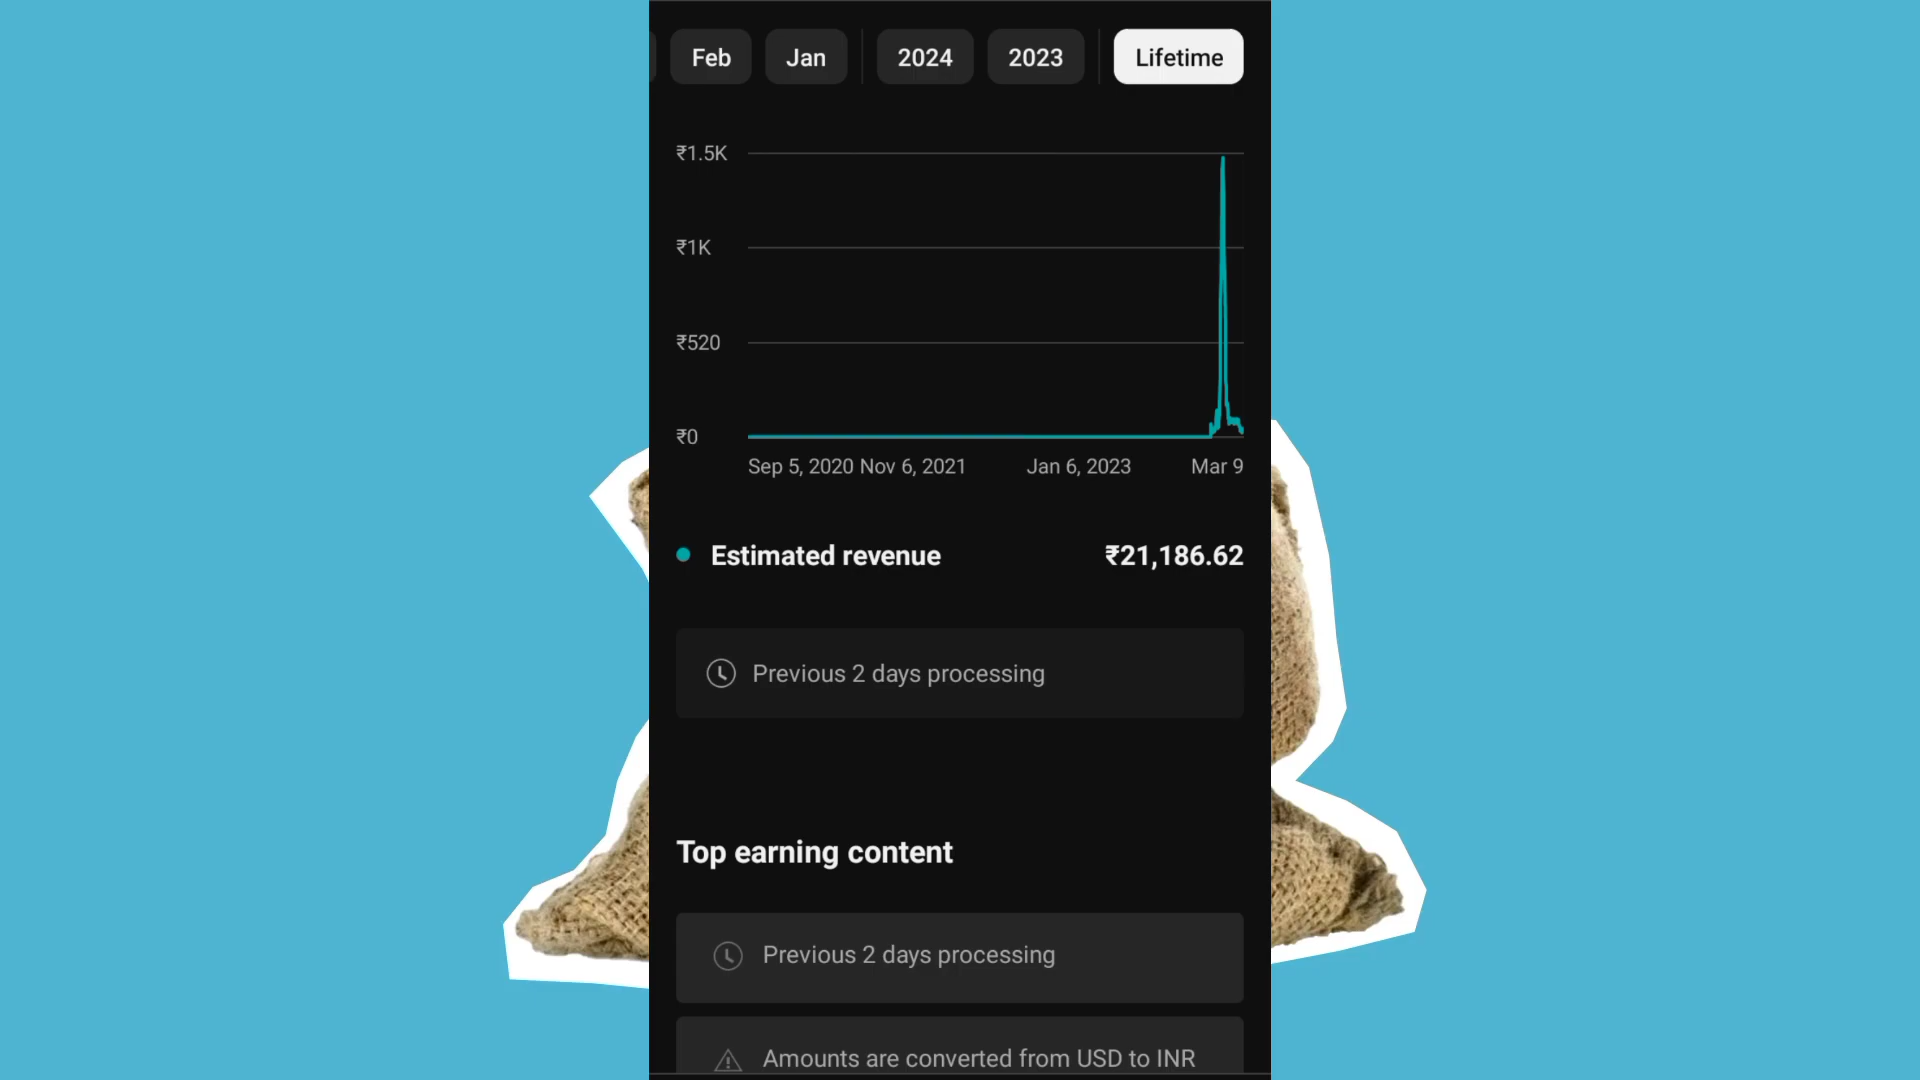 Feb Jan 2024 2023 Lifetime
₹1.5K
₹1K
₹520
₹0
Sep 5, 2020 Nov 6, 2021 Jan 6, 2023 Mar 9
Estimated revenue ₹21,186.62
Previous 2 days processing
Top earning content
Previous 2 days processing
Amounts are converted from USD to INR